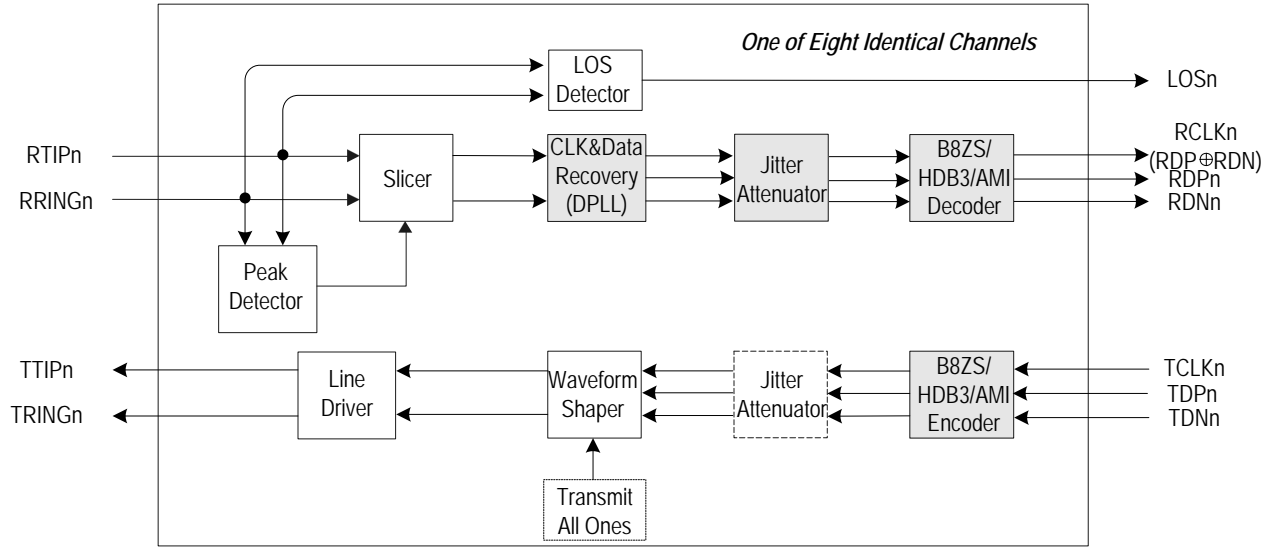 One of Eight Identical Channels
LOS
Detector
LOSn
RTIPn
RRINGn
Slicer
CLK&Data
Recovery
(DPLL)
Jitter
Attenuator
B8ZS/
HDB3/AMI
Decoder
RCLKn
(RDP⊕RDN)
RDPn
RDNn
Peak
Detector
TTIPn
TRINGn
Line
Driver
Waveform
Shaper
Jitter
Attenuator
B8ZS/
HDB3/AMI
Encoder
TCLKn
TDPn
TDNn
Transmit
All Ones